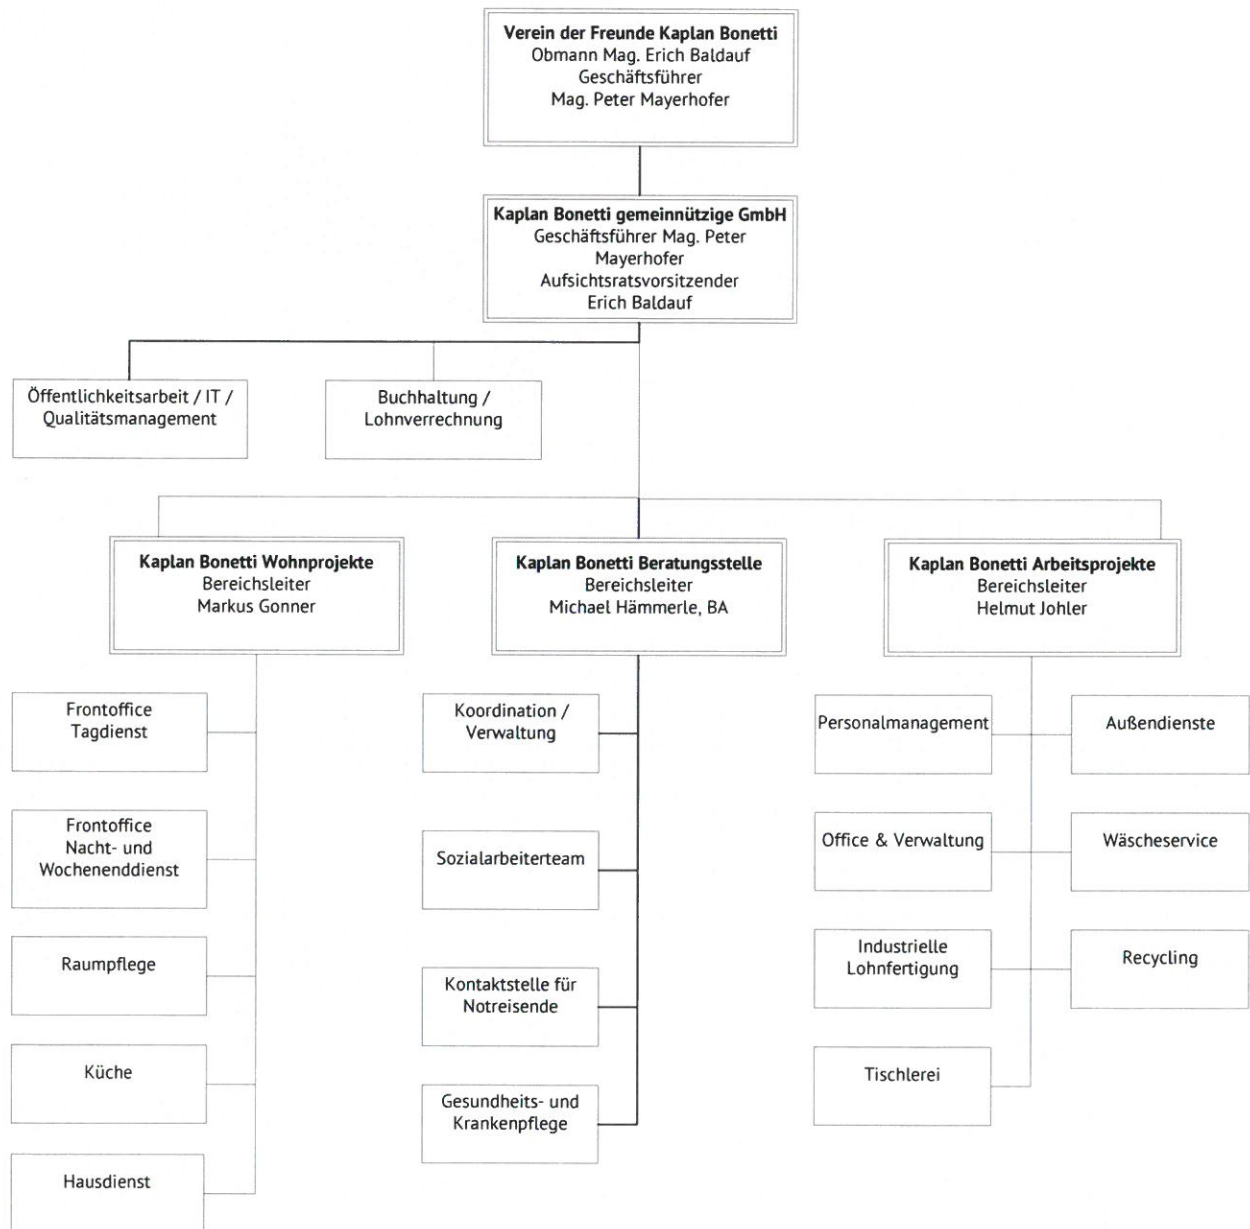 Verein der Freunde Kaplan Bonetti
Obmann Mag. Erich Baldauf
Geschäftsführer
Mag. Peter Mayerhofer
Kaplan Bonetti gemeinnützige GmbH
Geschäftsführer Mag. Peter
Mayerhofer
Aufsichtsratsvorsitzender
Erich Baldauf
Öffentlichkeitsarbeit / IT /
Qualitätsmanagement
Buchhaltung /
Lohnverrechnung
Kaplan Bonetti Wohnprojekte
Bereichsleiter
Markus Gonner
Kaplan Bonetti Beratungsstelle
Bereichsleiter
Michael Hämmerle, BA
Kaplan Bonetti Arbeitsprojekte
Bereichsleiter
Helmut Johler
Frontoffice
Tagdienst
Frontoffice
Nacht- und
Wochenenddienst
Raumpflege
Küche
Hausdienst
Koordination /
Verwaltung
Sozialarbeiterteam
Kontaktstelle für
Notreisende
Gesundheits- und
Krankenpflege
Personalmanagement
Außendienste
Office & Verwaltung
Wäscheservice
Industrielle
Lohnfertigung
Recycling
Tischlerei